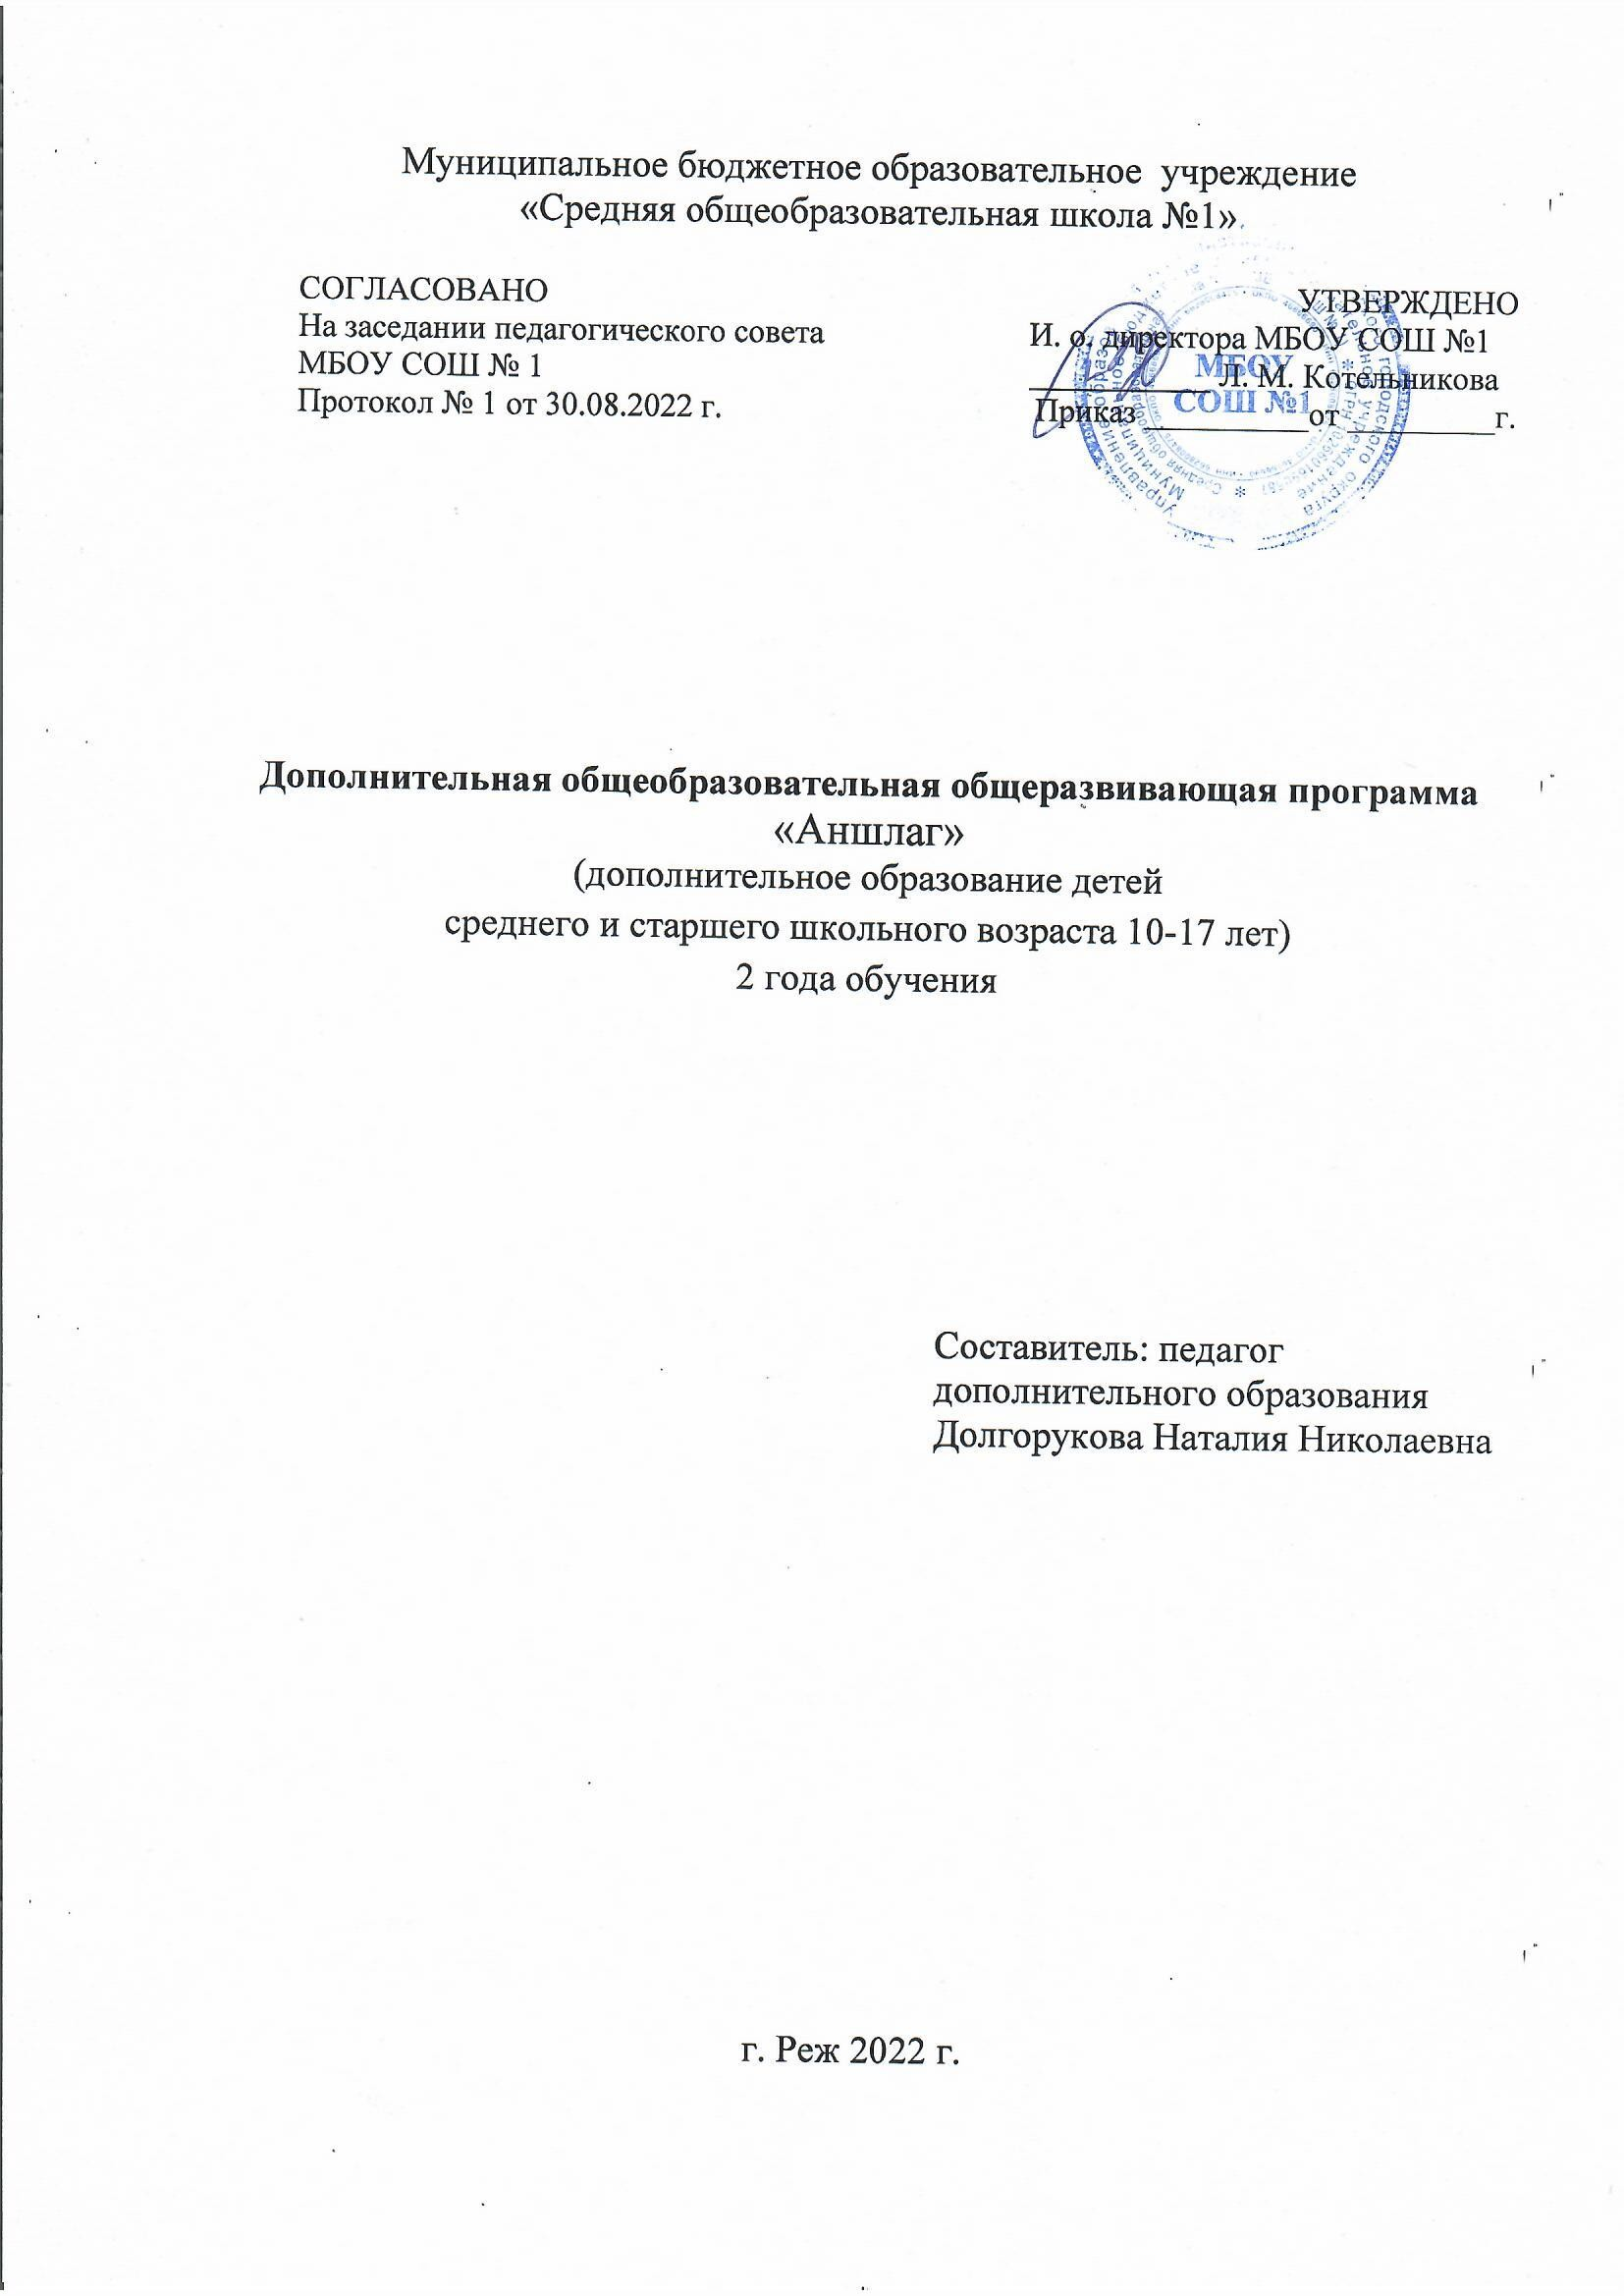 Муниципальное бюджетное образовательное учреждение
«Средняя общеобразовательная школа №1».
СОГЛАСОВАНО
На заседании педагогического совета
МБОУ СОШ № 1
Протокол № 1 от 30.08.2022 г.
УТВЕРЖДЕНО
И. о. директора МБОУ СОШ №1
___________ Л. М. Котельникова
Приказ __________от _________г.
МБОУ
СОШ №1
Дополнительная общеобразовательная общеразвивающая программа
«Аншлаг»
(дополнительное образование детей
среднего и старшего школьного возраста 10-17 лет)
2 года обучения
Составитель: педагог
дополнительного образования
Долгорукова Наталия Николаевна
г. Реж 2022 г.